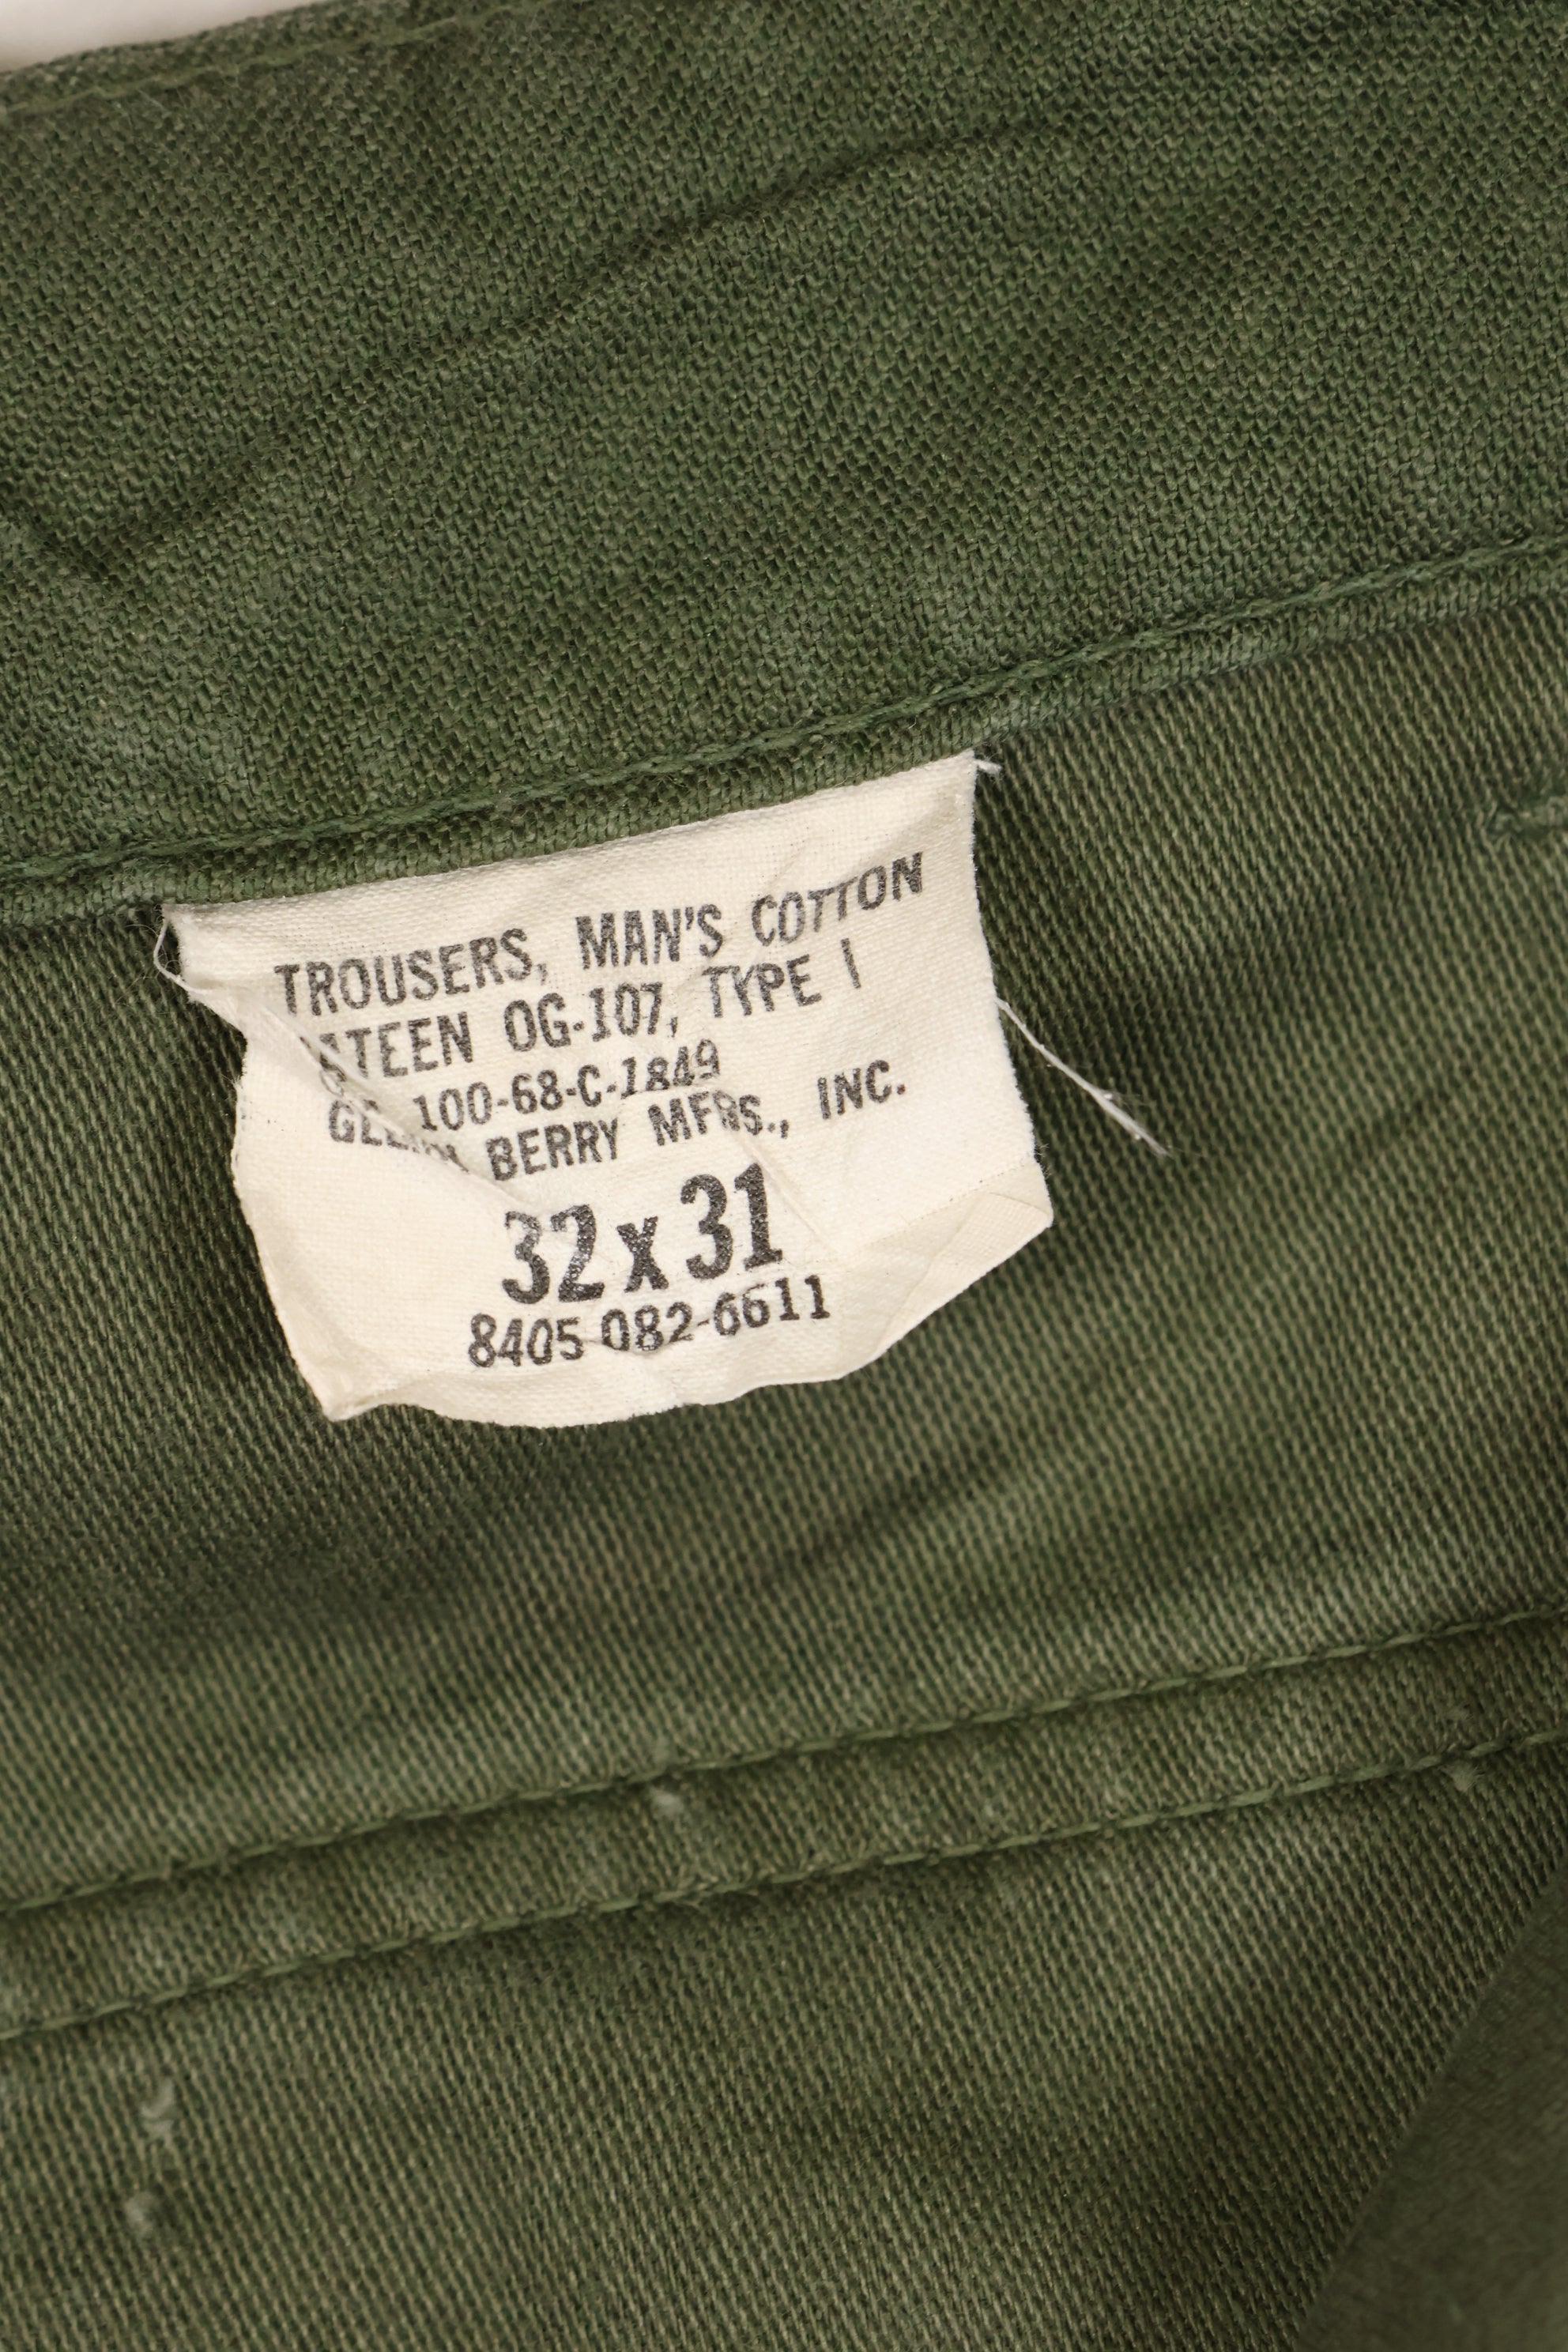 TROUSERS, MAN'S COTTON
ATEEN OG-107, TYPE I
100-68-C-1849
BERRY MFRS., INC.
32 x 31
8405 082-6611